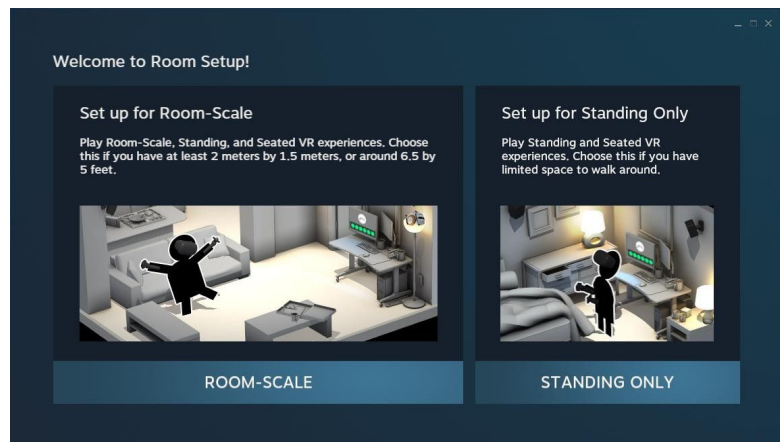 Welcome to Room Setup!
Set up for Room-Scale
Play Room-Scale, Standing, and Seated VR experiences. Choose
this if you have at least 2 meters by 1.5 meters, or around 6.5 by
5 feet.
ROOM-SCALE
Set up for Standing Only
Play Standing and Seated VR
experiences. Choose this if you have
limited space to walk around.
STANDING ONLY